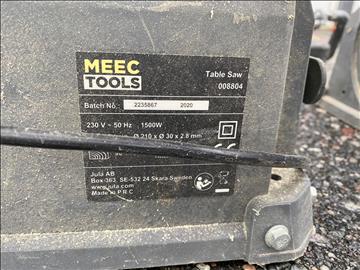 MEEC
TOOLS
Table Saw
008804
Batch No.: 2235867 2020
230 V ~ 50 Hz 1500W
Ø 210 x Ø 30 x 2.8 mm
Jula AB
Box 363, SE-532 24 Skara Sweden
www.jula.com
Made in P R C